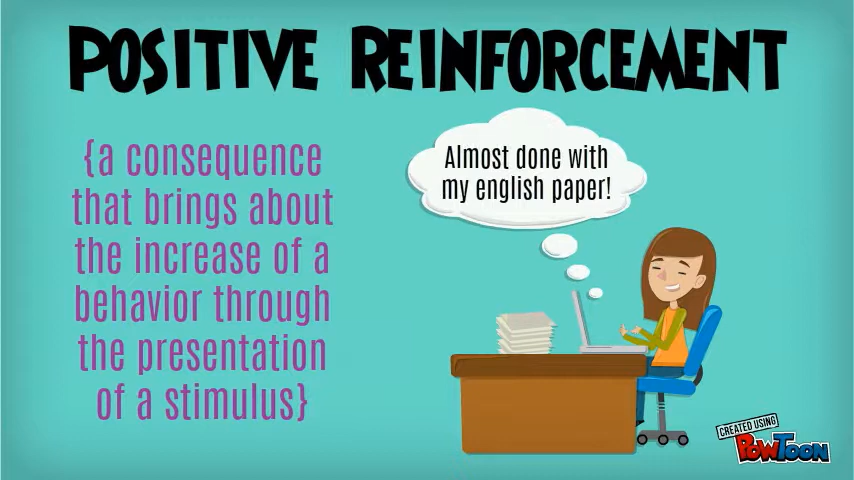 Positive Reinforcement
{a consequence
that brings about
the increase of a
behavior through
the presentation
of a stimulus}
Almost done with
my english paper!
CREATED USING
PowToon